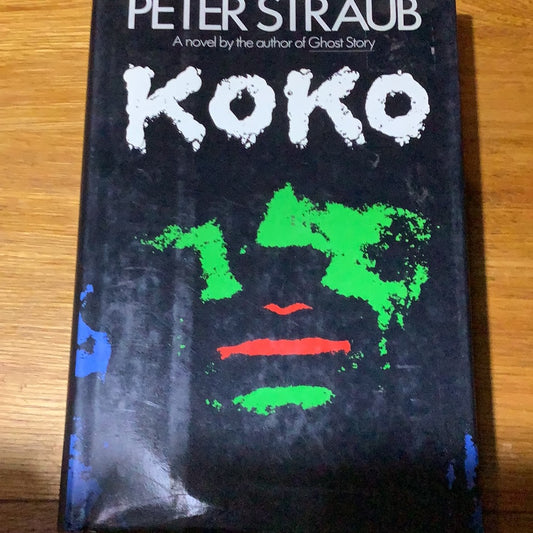 PETER STRAUB
A novel by the author of Ghost Story
KOKO